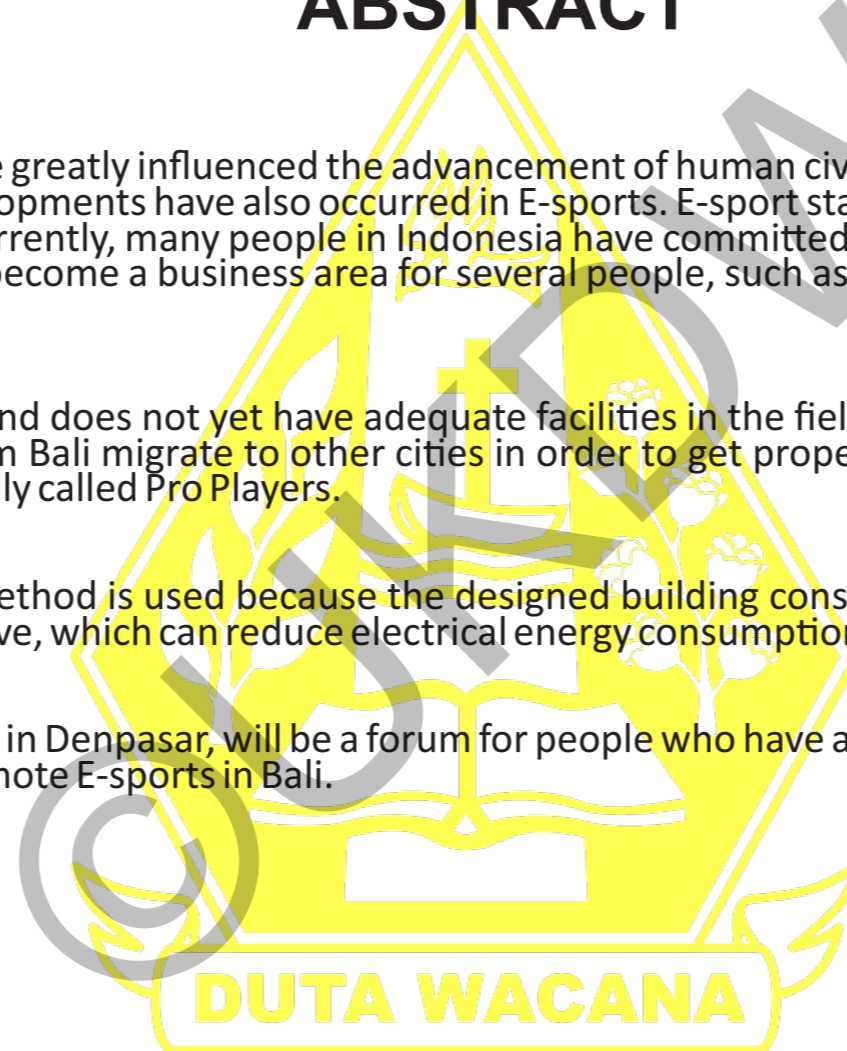 ABSTRACT
greatly influenced the advancement of human civ
opments have also occurred in E-sports. E-sport sta
rrently, many people in Indonesia have committed
become a business area for several people, such as
nd does not yet have adequate facilities in the fiel
m Bali migrate to other cities in order to get prope
ly called Pro Players.
ethod is used because the designed building cons
ve, which can reduce electrical energy consumption
in Denpasar, will be a forum for people who have a
mote E-sports in Bali.
DUTA WACANA
©UKDW